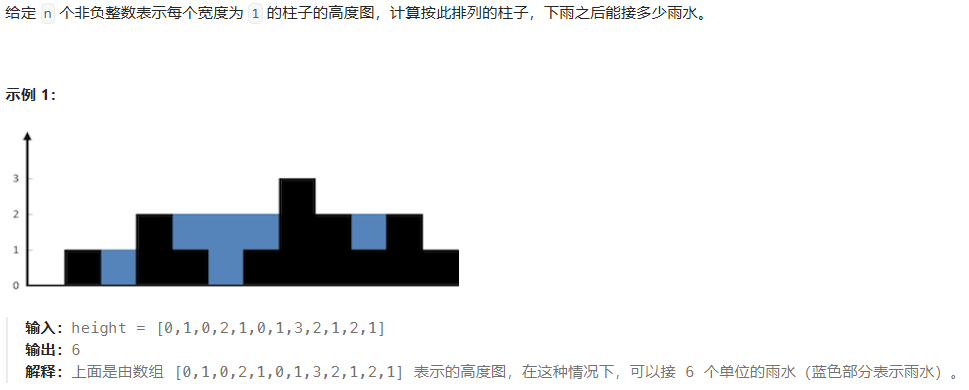 给定 n 个非负整数表示每个宽度为 1 的柱子的高度图，计算按此排列的柱子，下雨之后能接多少雨水。
示例 1：
3
2
1
0
输入：height = [0,1,0,2,1,0,1,3,2,1,2,1]
输出：6
解释：上面是由数组 [0,1,0,2,1,0,1,3,2,1,2,1] 表示的高度图，在这种情况下，可以接 6 个单位的雨水（蓝色部分表示雨水）。